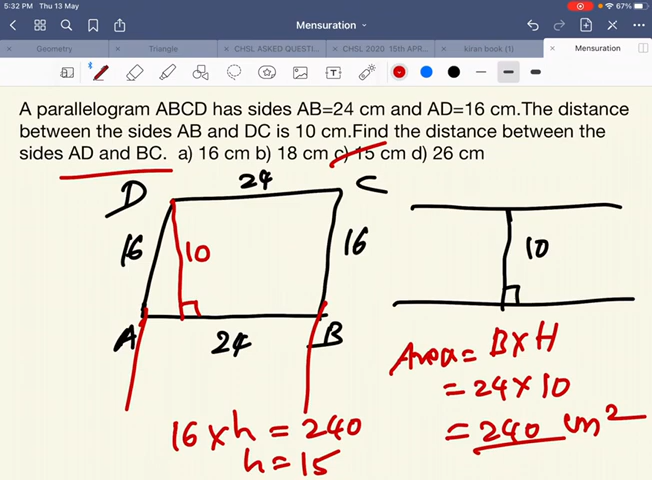 5:32 PM Thu 13 May
67%
Mensuration
Geometry
Triangle
CHSL ASKED QUESTI...
CHSL 2020 15th APR...
kiran book (1)
Mensuration
A parallelogram ABCD has sides AB=24 cm and AD=16 cm.The distance
between the sides AB and DC is 10 cm.Find the distance between the
sides AD and BC. a) 16 cm b) 18 cm c) 15 cm d) 26 cm
D 24 C
16 10 16
A 24 B
10
Area = B x H
= 24 x 10
= 240 cm²
16 x h = 240
h = 15